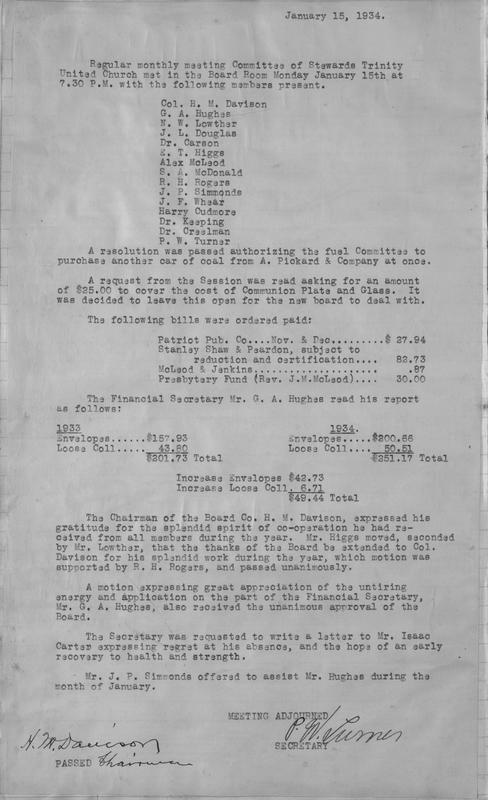 January 15, 1934.
Regular monthly meeting Committee of Stewards Trinity
United Church met in the Board Room Monday January 15th at
7.30 P.M. with the following members present.
Col. H. M. Davison
G. A. Hughes
N. W. Lowther
J. L. Douglas
Dr. Carson
E. T. Higgs
Alex McLeod
S. A. McDonald
R. H. Rogers
J. P. Simmonds
J. F. Whear
Harry Cudmore
Dr. Keeping
Dr. Creelman
P. W. Turner
A resolution was passed authorizing the fuel Committee to
purchase another car of coal from A. Pickard & Company at once.
A request from the Session was read asking for an amount
of $25.00 to cover the cost of Communion Plate and Glass. It
was decided to leave this open for the new board to deal with.
The following bills were ordered paid:
Patriot Pub. Co....Nov. & Dec.........$ 27.94
Stanley Shaw & Peardon, subject to
reduction and certification.... 82.73
McLeod & Jenkins..................... .87
Presbytery Fund (Rev. J.M.McLeod).... 30.00
The Financial Secretary Mr. G. A. Hughes read his report
as follows:
1933 1934.
Envelopes......$157.93 Envelopes.....$200.66
Loose Coll..... 43.80 Loose Coll.... 50.51
$201.73 Total $251.17 Total
Increase Envelopes $42.73
Increase Loose Coll. 6.71
$49.44 Total
The Chairman of the Board Co. H. M. Davison, expressed his
gratitude for the splendid spirit of co-operation he had re-
ceived from all members during the year. Mr. Higgs moved, seconded
by Mr. Lowther, that the thanks of the Board be extended to Col.
Davison for his splendid work during the year, which motion was
supported by R. H. Rogers, and passed unanimously.
A motion expressing great appreciation of the untiring
energy and application on the part of the Financial Secretary,
Mr. G. A. Hughes, also received the unanimous approval of the
Board.
The Secretary was requested to write a letter to Mr. Isaac
Carter expressing regret at his absence, and the hope of an early
recovery to health and strength.
Mr. J. P. Simmonds offered to assist Mr. Hughes during the
month of January.
MEETING ADJOURNED
P. W. Turner
SECRETARY
H. M. Davison
PASSED Chairman